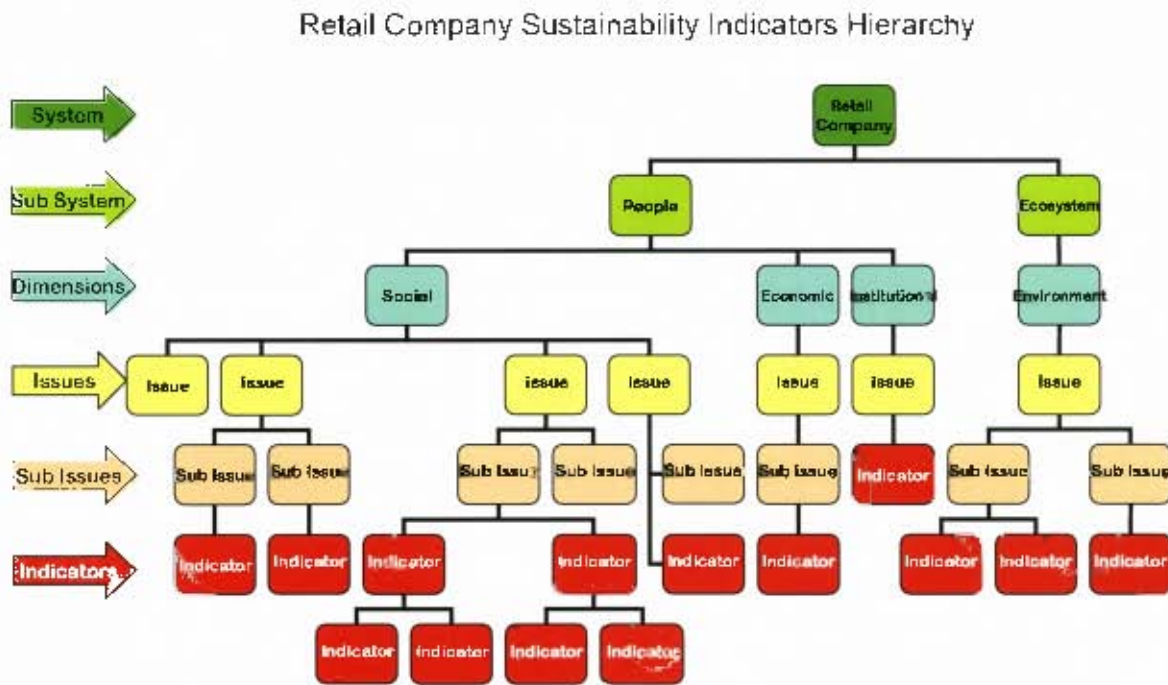 Retail Company Sustainability Indicators Hierarchy
System
Retail
Company
Sub System
People
Ecosystem
Dimensions
Social
Economic
Institutional
Environment
Issues
Issue
Issue
Issue
Issue
Issue
Issue
Issue
Sub Issues
Sub Issue
Sub Issue
Sub Issue
Sub Issue
Sub Issue
Sub Issue
Indicator
Sub Issue
Sub Issue
Indicators
Indicator
Indicator
Indicator
Indicator
Indicator
Indicator
Indicator
Indicator
Indicator
Indicator
Indicator
Indicator
Indicator